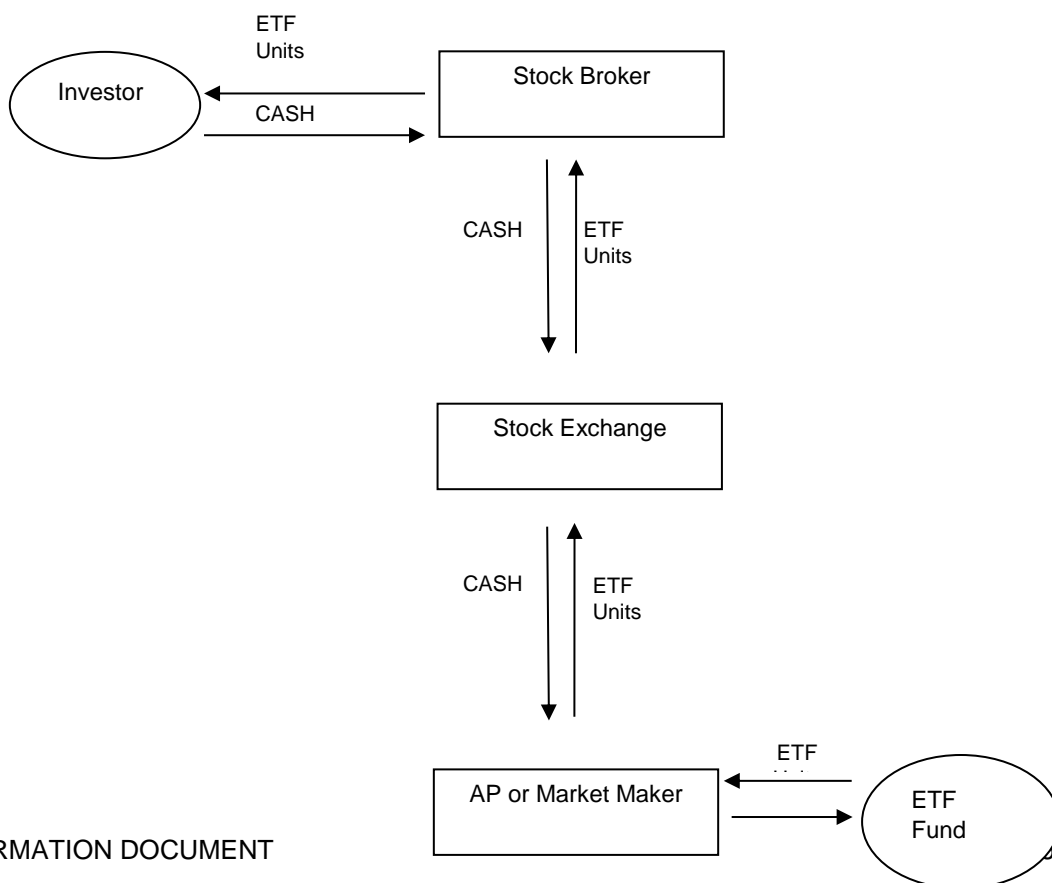 ETF
Units
Investor
Stock Broker
CASH
CASH
ETF
Units
Stock Exchange
CASH
ETF
Units
ETF
AP or Market Maker
ETF
Fund
RMATION DOCUMENT